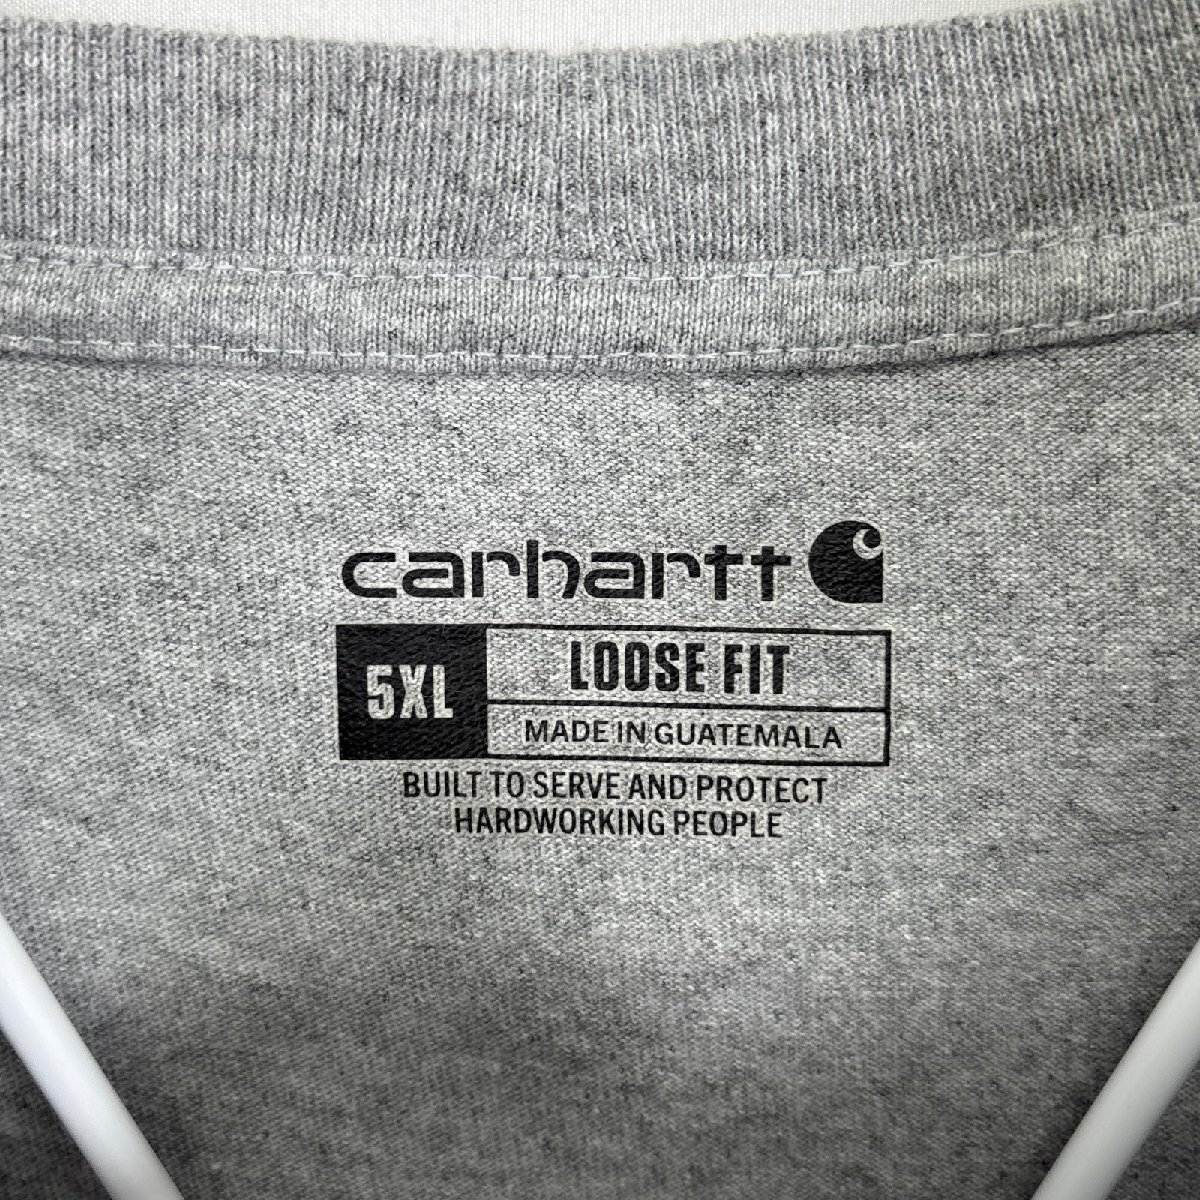 carhartt
5XL
LOOSE FIT
MADE IN GUATEMALA
BUILT TO SERVE AND PROTECT
HARDWORKING PEOPLE